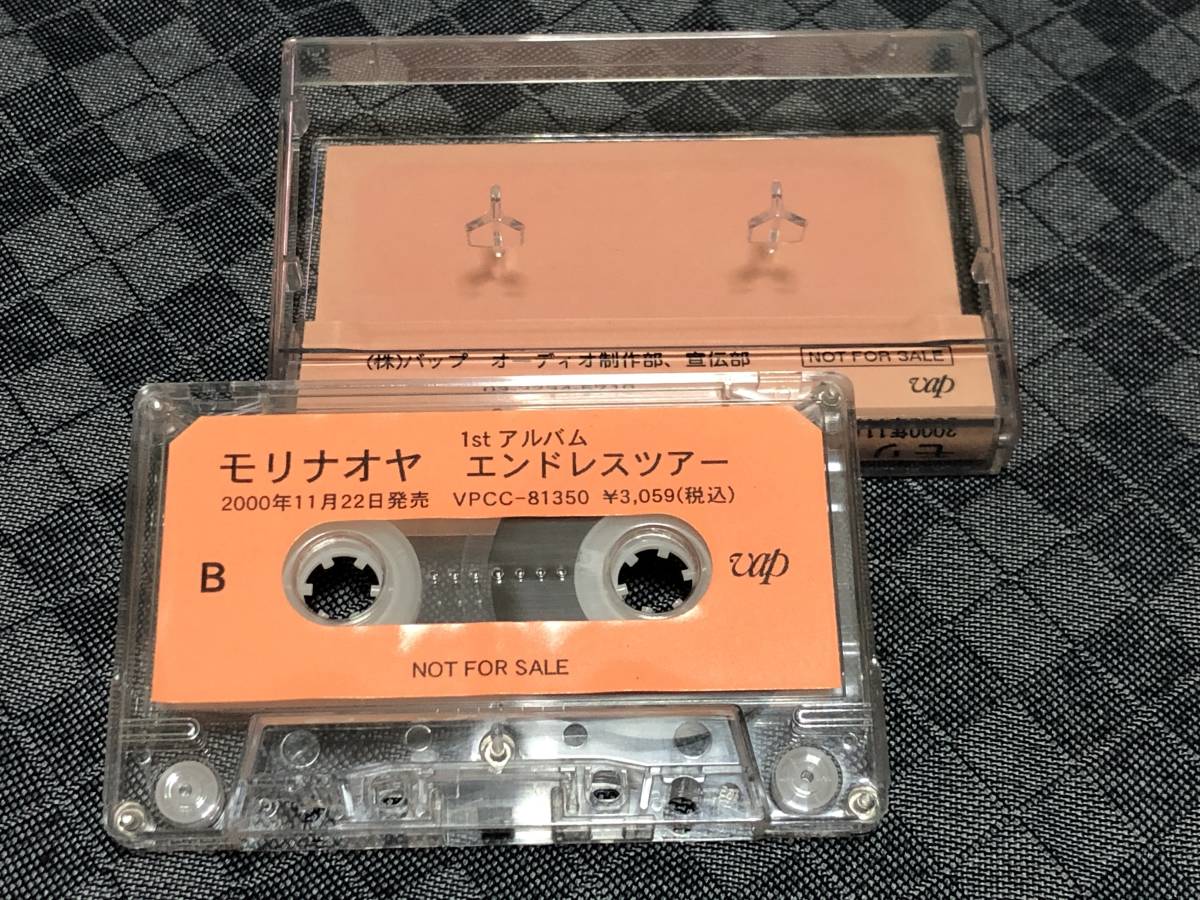 (株)バップ オーディオ制作部、宣伝部
NOT FOR SALE
vap
1st アルバム
モリナオヤ エンドレスツアー
2000年11月22日発売 VPCC-81350 ¥3,059(税込)
B
vap
NOT FOR SALE